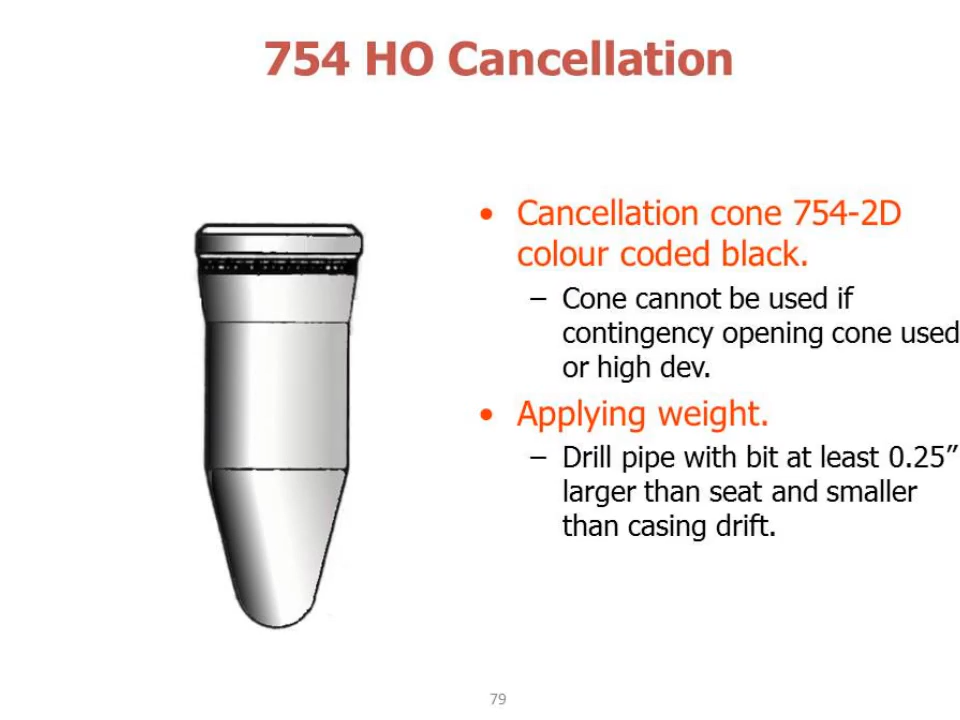 754 HO Cancellation
• Cancellation cone 754-2D
colour coded black.
– Cone cannot be used if
contingency opening cone used
or high dev.
• Applying weight.
– Drill pipe with bit at least 0.25”
larger than seat and smaller
than casing drift.
79